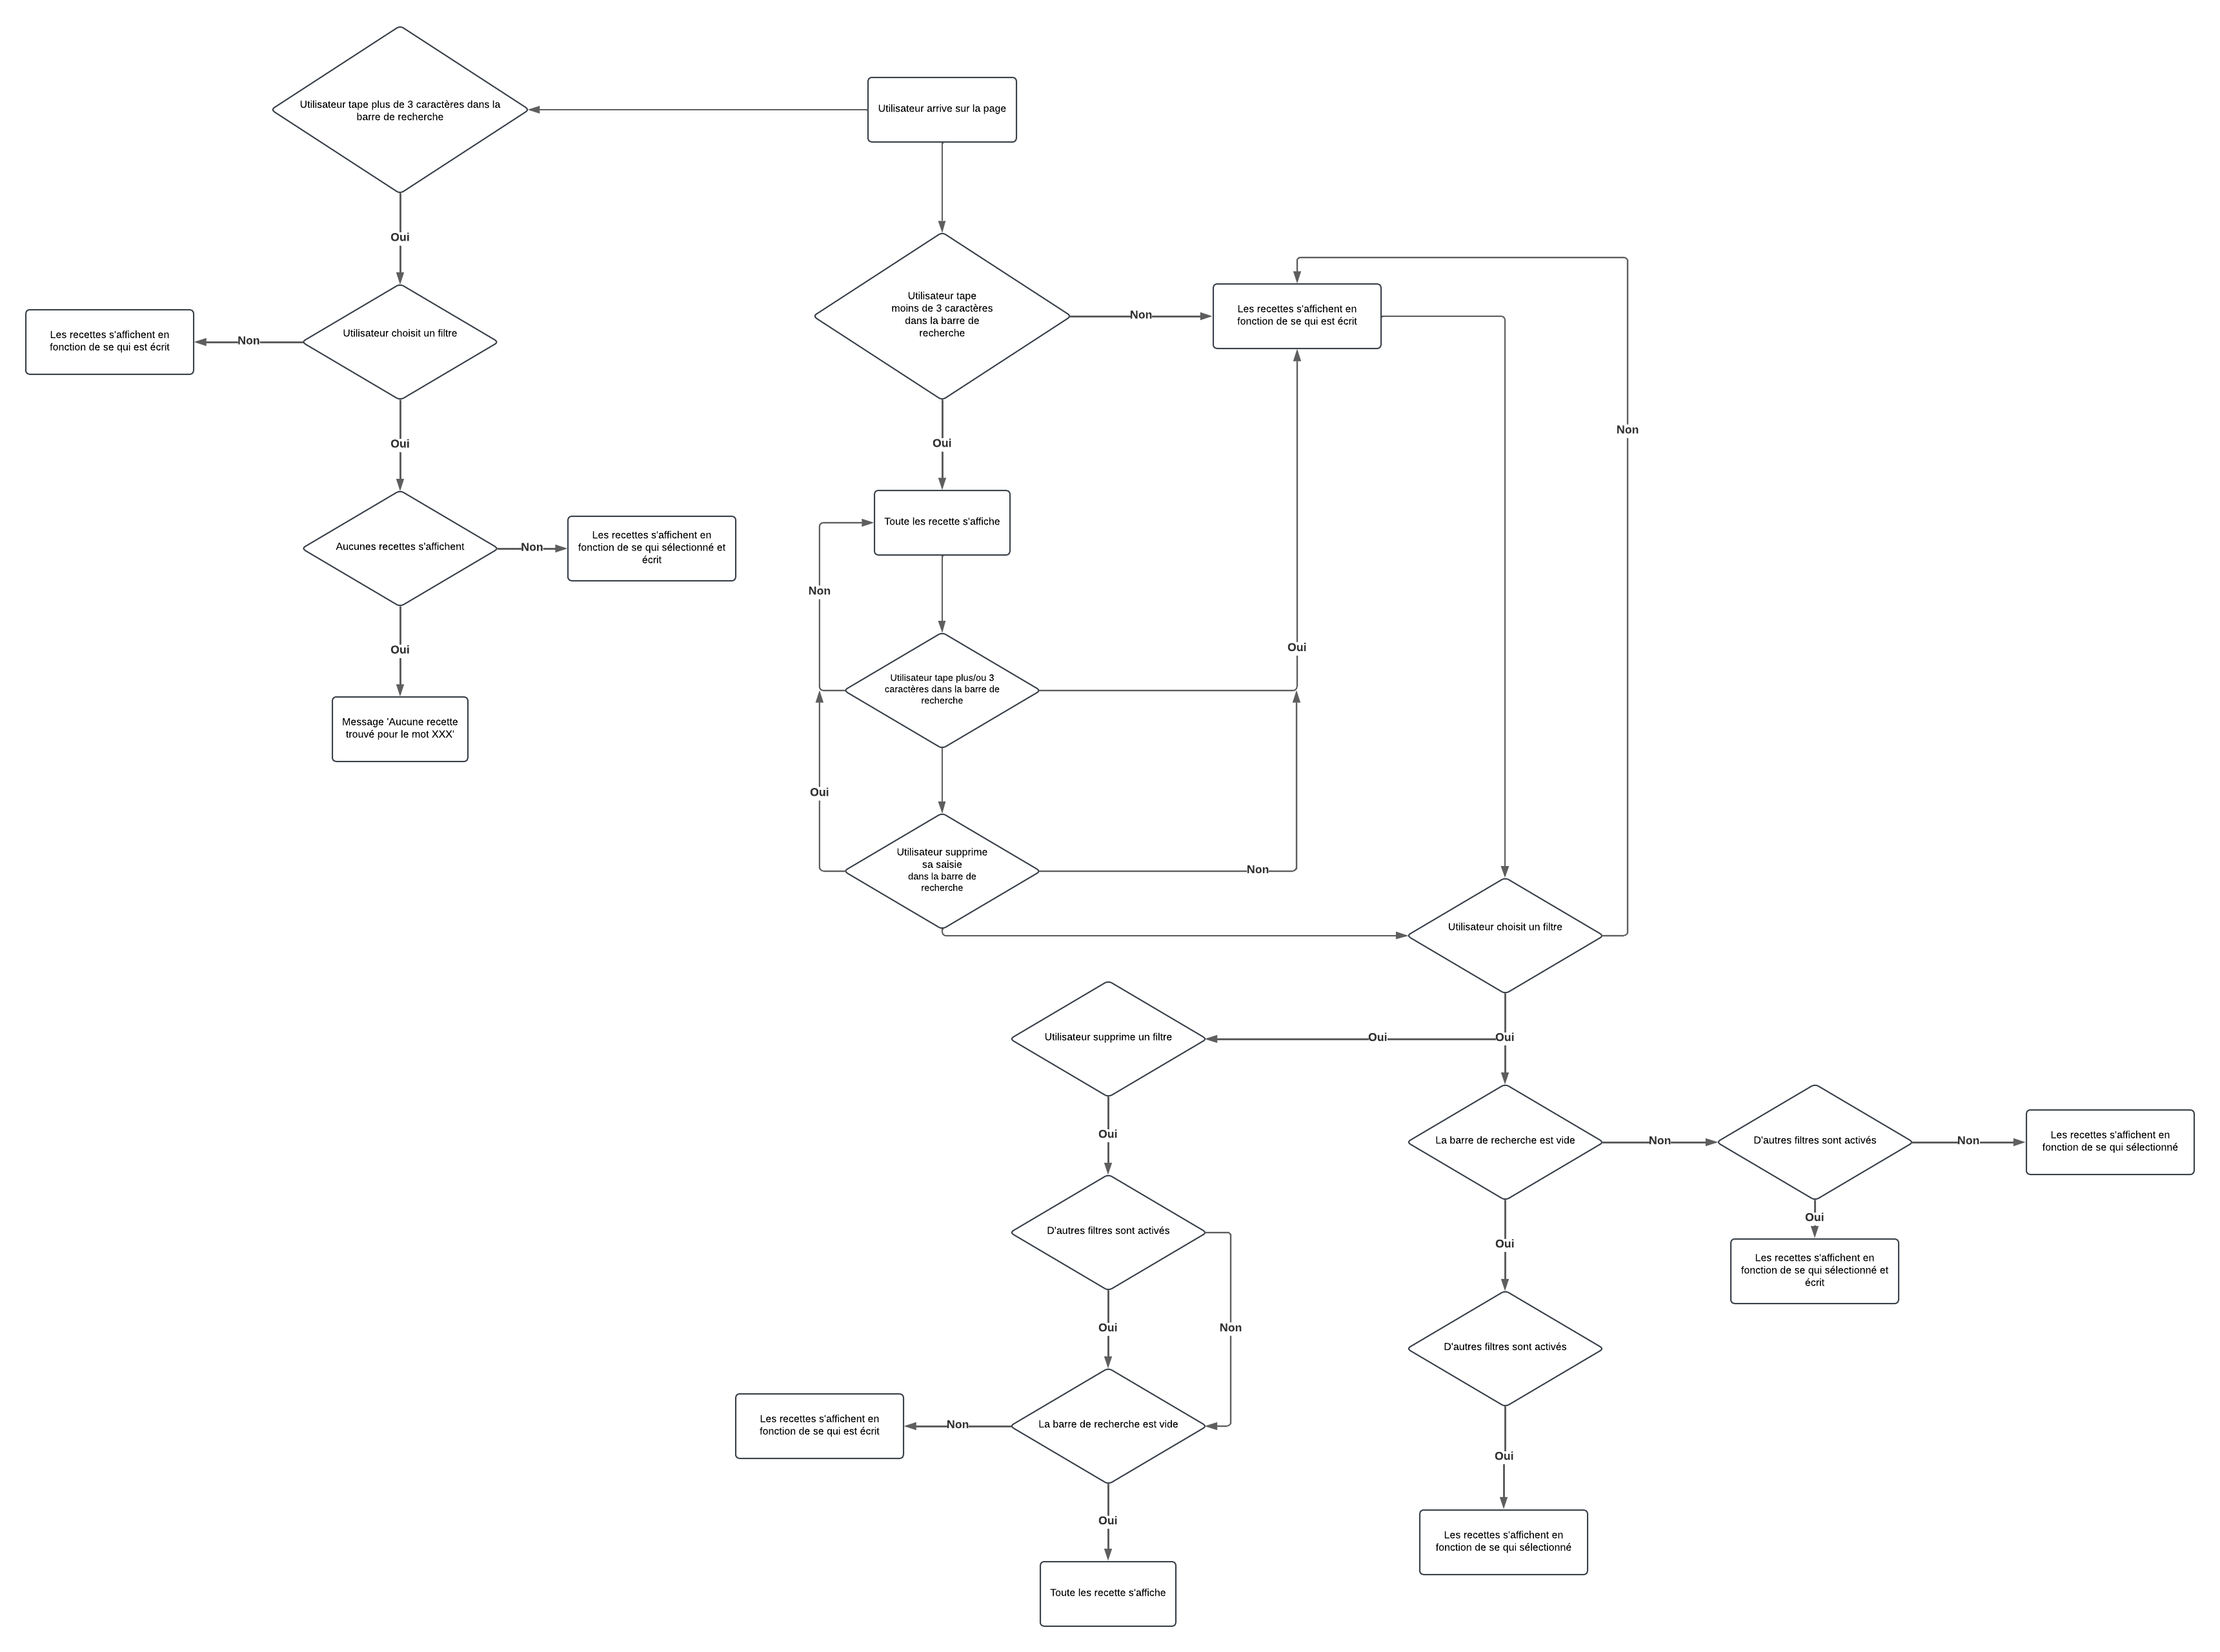 Utilisateur tape plus de 3 caractères dans la
barre de recherche
Utilisateur arrive sur la page
Oui
Utilisateur choisit un filtre
Non
Les recettes s'affichent en
fonction de se qui est écrit
Oui
Aucunes recettes s'affichent
Non
Les recettes s'affichent en
fonction de se qui sélectionné et
écrit
Oui
Message 'Aucune recette
trouvé pour le mot XXX'
Utilisateur tape
moins de 3 caractères
dans la barre de
recherche
Non
Les recettes s'affichent en
fonction de se qui est écrit
Non
Oui
Toute les recette s'affiche
Non
Oui
Utilisateur tape plus/ou 3
caractères dans la barre de
recherche
Oui
Utilisateur supprime
sa saisie
dans la barre de
recherche
Non
Utilisateur choisit un filtre
Utilisateur supprime un filtre
Oui
Oui
Oui
La barre de recherche est vide
Non
D'autres filtres sont activés
Non
Les recettes s'affichent en
fonction de se qui sélectionné
Oui
Les recettes s'affichent en
fonction de se qui sélectionné et
écrit
D'autres filtres sont activés
Oui
Oui
Non
D'autres filtres sont activés
Les recettes s'affichent en
fonction de se qui est écrit
Non
La barre de recherche est vide
Oui
Les recettes s'affichent en
fonction de se qui sélectionné
Oui
Toute les recette s'affiche